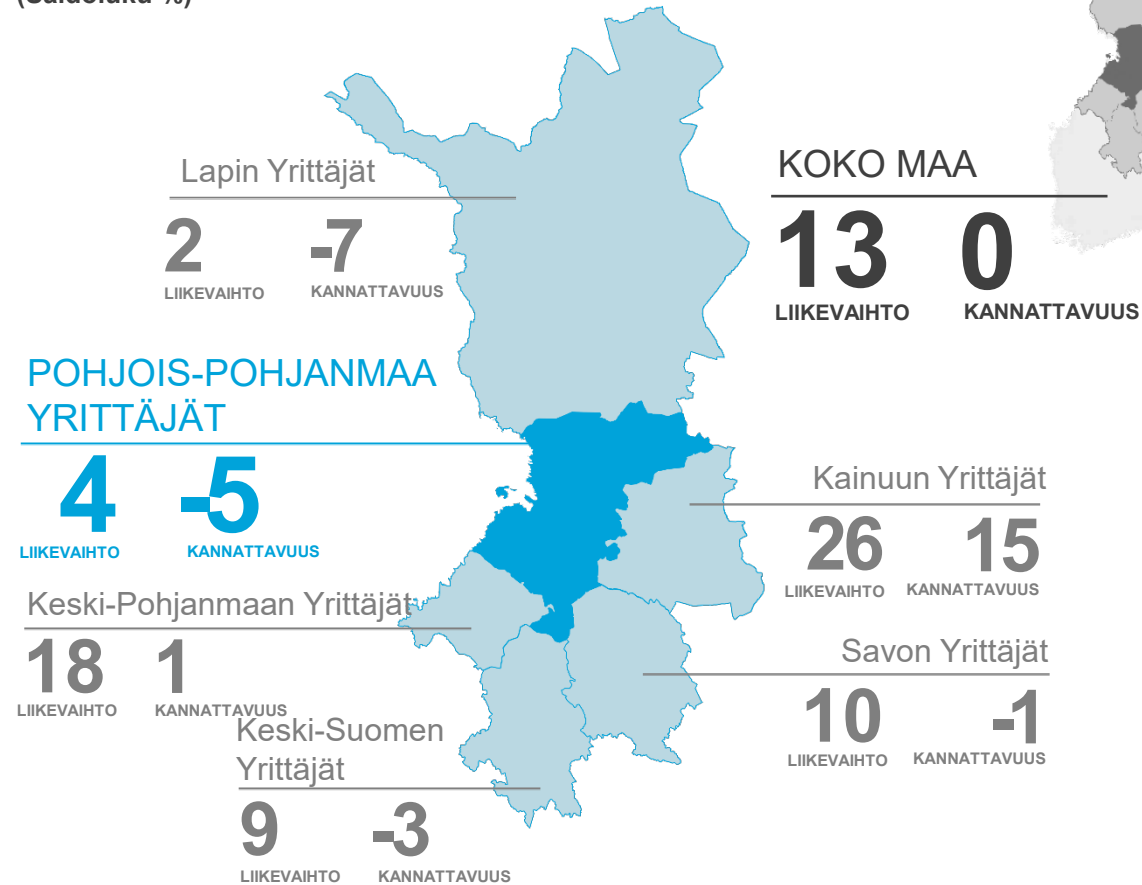 (Saldoluku %)
Lapin Yrittäjät
2 -7
LIIKEVAIHTO KANNATTAVUUS
KOKO MAA
13 0
LIIKEVAIHTO KANNATTAVUUS
POHJOIS-POHJANMAA
YRITTÄJÄT
4 -5
LIIKEVAIHTO KANNATTAVUUS
Kainuun Yrittäjät
26 15
LIIKEVAIHTO KANNATTAVUUS
Keski-Pohjanmaan Yrittäjät
18 1
LIIKEVAIHTO KANNATTAVUUS
Savon Yrittäjät
10 -1
LIIKEVAIHTO KANNATTAVUUS
Keski-Suomen
Yrittäjät
9 -3
LIIKEVAIHTO KANNATTAVUUS